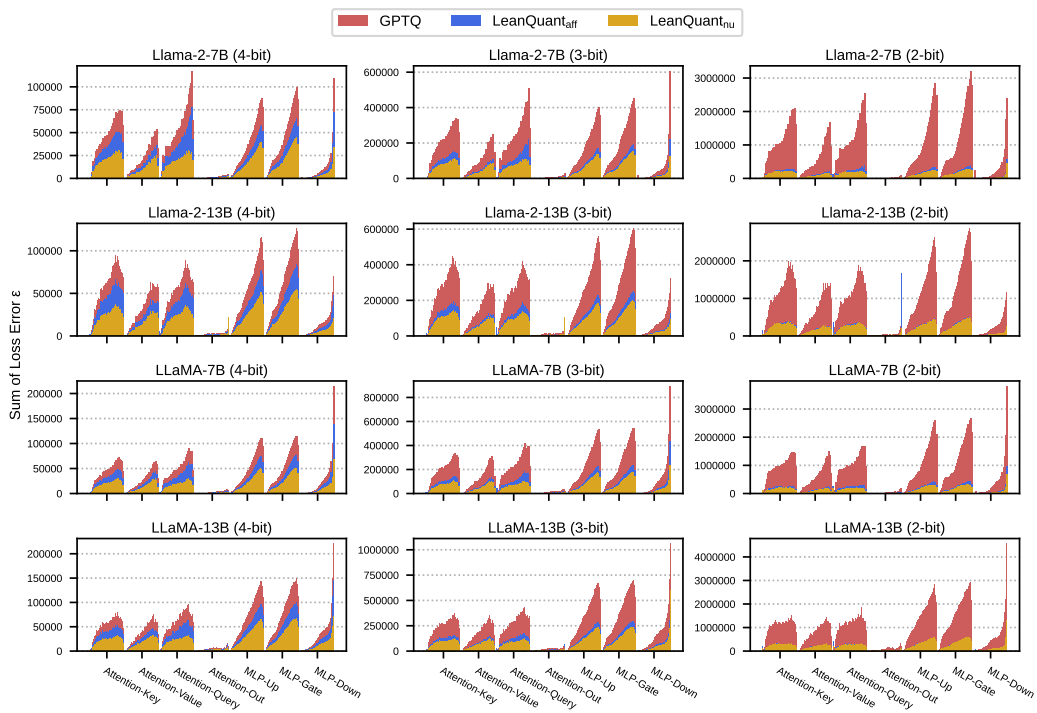 GPTQ LeanQuantaff LeanQuantnu
Llama-2-7B (4-bit)
100000
75000
50000
25000
0
Llama-2-7B (3-bit)
600000
400000
200000
0
Llama-2-7B (2-bit)
3000000
2000000
1000000
0
Llama-2-13B (4-bit)
100000
50000
0
Llama-2-13B (3-bit)
600000
400000
200000
0
Llama-2-13B (2-bit)
2000000
1000000
0
Sum of Loss Error ε
LLaMA-7B (4-bit)
200000
150000
100000
50000
0
LLaMA-7B (3-bit)
800000
600000
400000
200000
0
LLaMA-7B (2-bit)
3000000
2000000
1000000
0
LLaMA-13B (4-bit)
200000
150000
100000
50000
0
LLaMA-13B (3-bit)
1000000
750000
500000
250000
0
LLaMA-13B (2-bit)
4000000
3000000
2000000
1000000
0
Attention-Key
Attention-Value
Attention-Query
Attention-Out
MLP-Up
MLP-Gate
MLP-Down
Attention-Key
Attention-Value
Attention-Query
Attention-Out
MLP-Up
MLP-Gate
MLP-Down
Attention-Key
Attention-Value
Attention-Query
Attention-Out
MLP-Up
MLP-Gate
MLP-Down